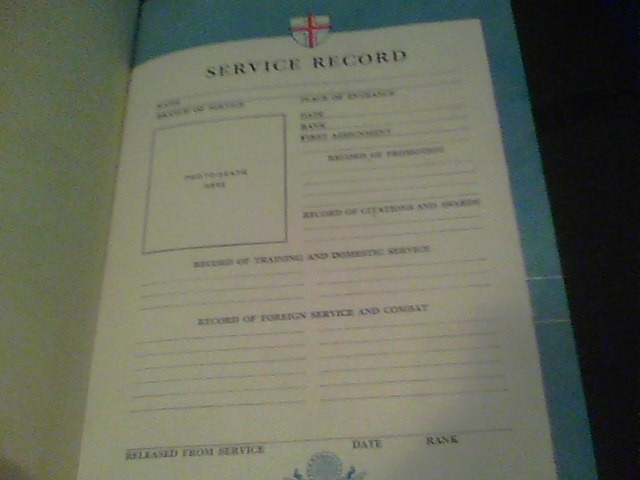 SERVICE RECORD
NAME
BRANCH OF SERVICE
PLACE OF ENTRANCE
DATE
RANK
FIRST ASSIGNMENT
PHOTOGRAPH
HERE
RECORD OF PROMOTION
RECORD OF CITATIONS AND AWARDS
RECORD OF TRAINING AND DOMESTIC SERVICE
RECORD OF FOREIGN SERVICE AND COMBAT
RELEASED FROM SERVICE DATE RANK